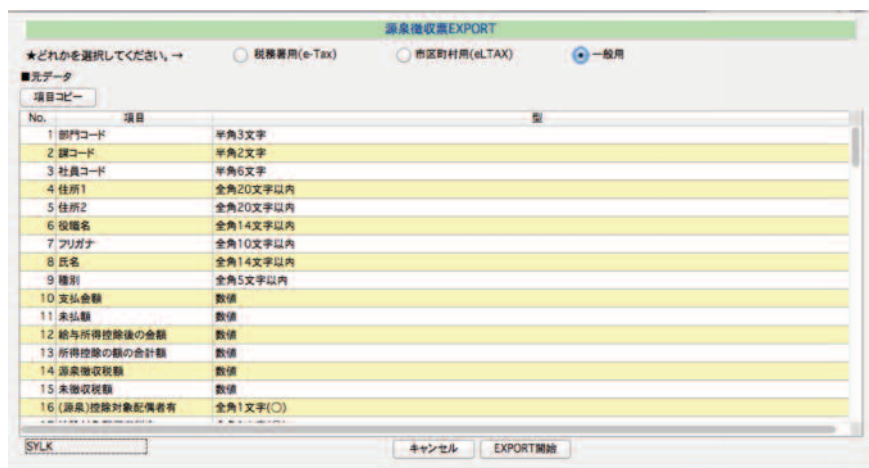 源泉徴収票EXPORT
★どれかを選択してください。→ 税務署用(e-Tax) 市区町村用(eLTAX) 一般用
■元データ
項目コピー
No. 項目 型
1 部門コード 半角3文字
2 課コード 半角2文字
3 社員コード 半角6文字
4 住所1 全角20文字以内
5 住所2 全角20文字以内
6 役職名 全角14文字以内
7 フリガナ 全角10文字以内
8 氏名 全角14文字以内
9 種別 全角5文字以内
10 支払金額 数値
11 未払額 数値
12 給与所得控除後の金額 数値
13 所得控除の額の合計額 数値
14 源泉徴収税額 数値
15 未徴収税額 数値
16 (源泉)控除対象配偶者有 全角1文字(○)
SYLK キャンセル EXPORT開始